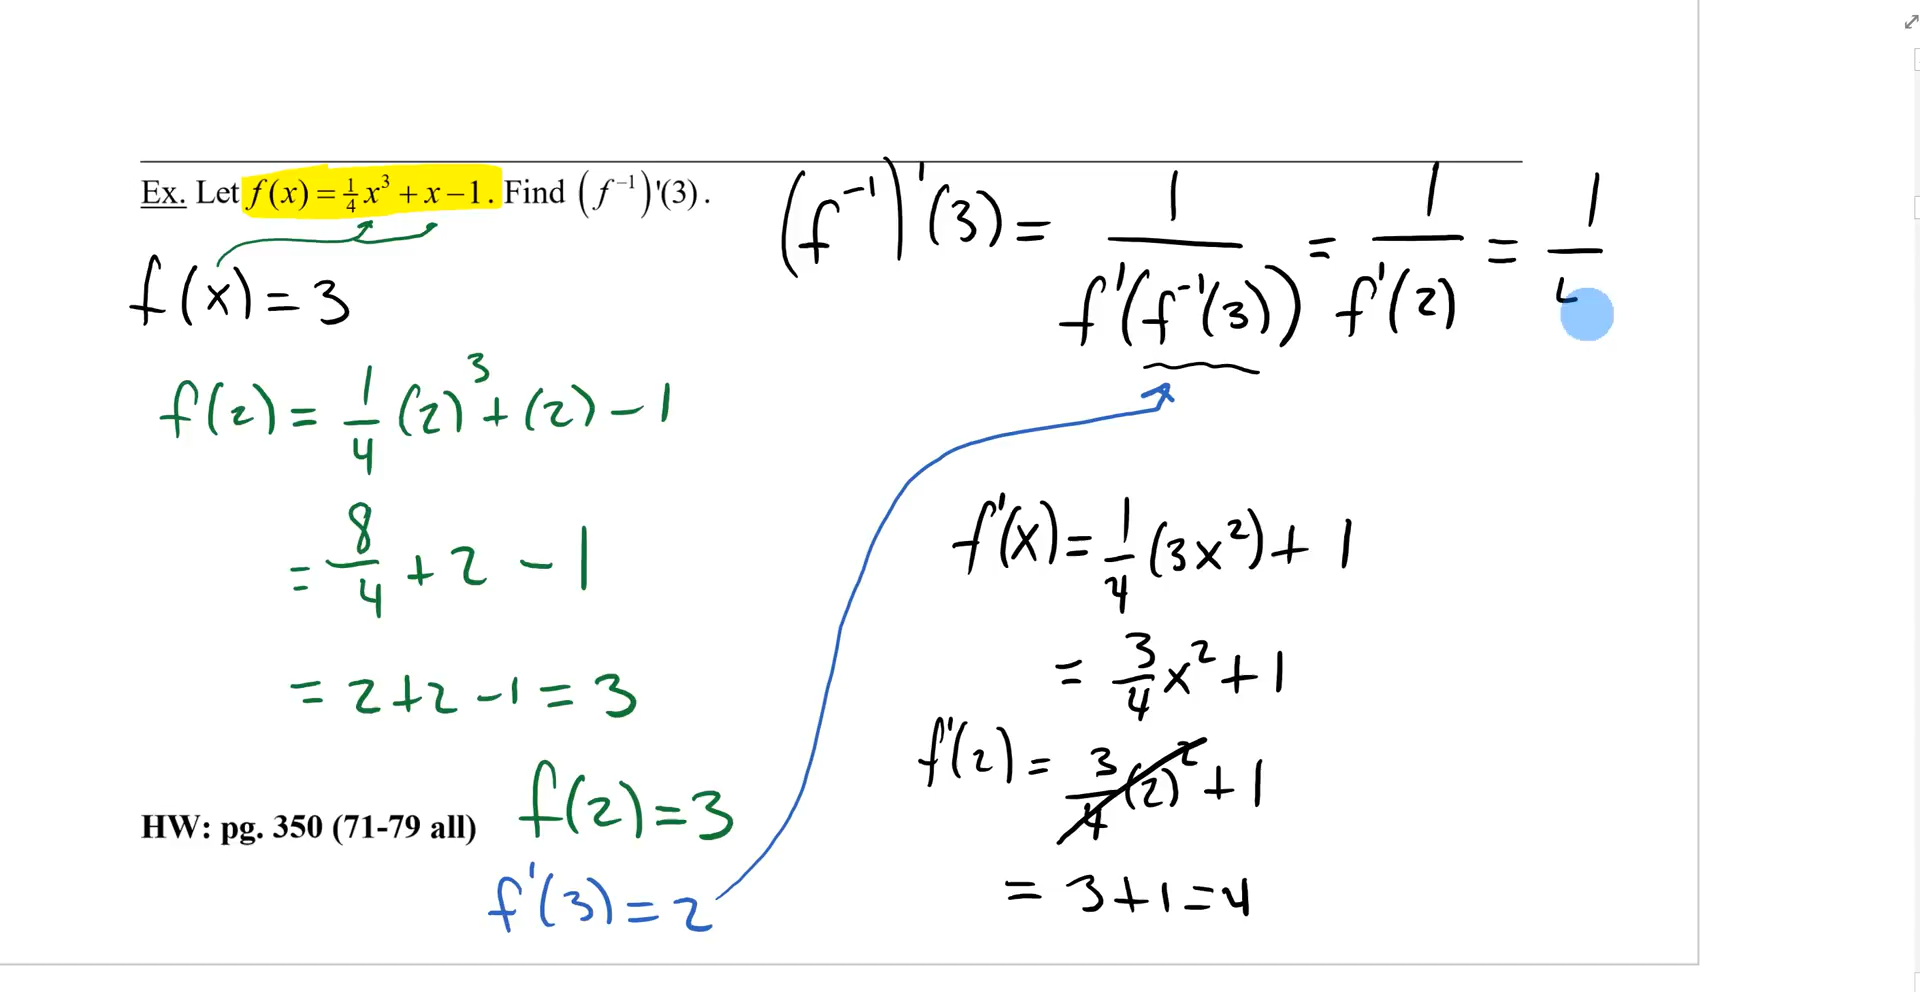 Ex. Let f(x) = 1/4 x³ + x − 1. Find (f⁻¹)'(3).
(f⁻¹)'(3) = 1/f'(f⁻¹(3)) = 1/f'(2) = 1/
f(x) = 3
f(2) = 1/4 (2)³ + (2) − 1
= 8/4 + 2 − 1
= 2 + 2 − 1 = 3
f(2) = 3
HW: pg. 350 (71-79 all)
f'(3) = 2
f'(x) = 1/4 (3x²) + 1
= 3/4 x² + 1
f'(2) = 3/4 (2)² + 1
= 3 + 1 = 4